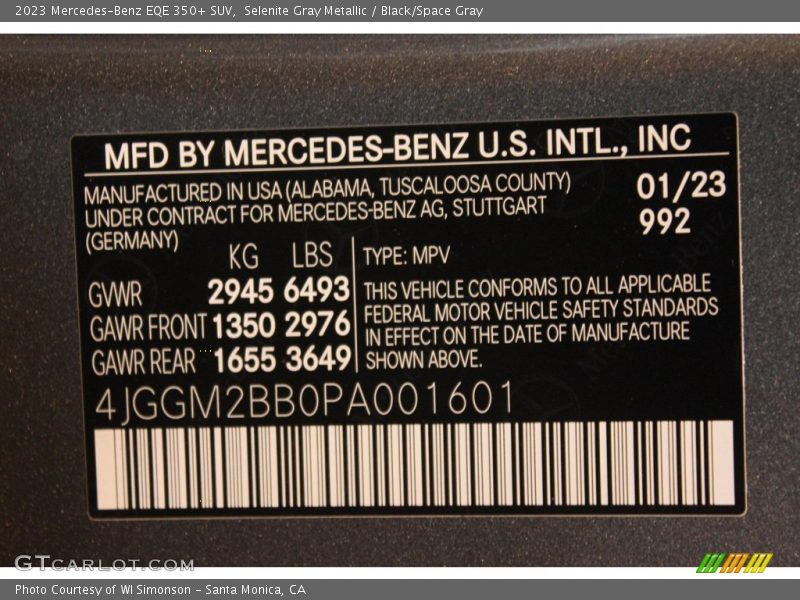 2023 Mercedes-Benz EQE 350+ SUV, Selenite Gray Metallic / Black/Space Gray
MFD BY MERCEDES-BENZ U.S. INTL., INC
MANUFACTURED IN USA (ALABAMA, TUSCALOOSA COUNTY)
UNDER CONTRACT FOR MERCEDES-BENZ AG, STUTTGART
(GERMANY)
01/23
992
KG LBS
GVWR 2945 6493
GAWR FRONT 1350 2976
GAWR REAR 1655 3649
TYPE: MPV
THIS VEHICLE CONFORMS TO ALL APPLICABLE
FEDERAL MOTOR VEHICLE SAFETY STANDARDS
IN EFFECT ON THE DATE OF MANUFACTURE
SHOWN ABOVE.
4JGGM2BB0PA001601
GTCARLOT.COM
Photo Courtesy of WI Simonson - Santa Monica, CA